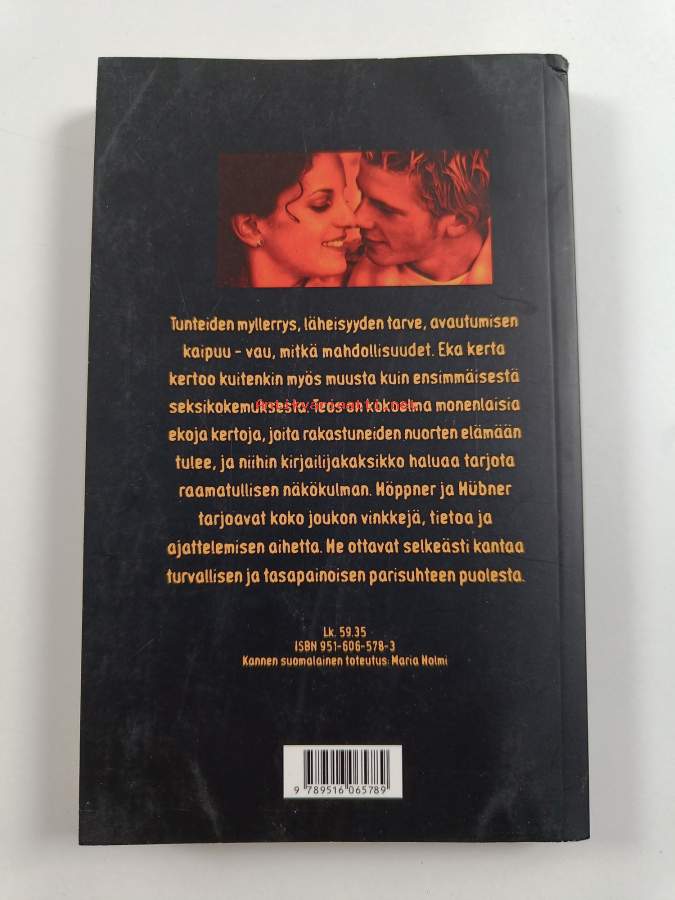 Tunteiden myllerrys, läheisyyden tarve, avautumisen
kaipuu – vau, mitkä mahdollisuudet. Eka kerta
kertoo kuitenkin myös muusta kuin ensimmäisestä
seksikokemuksesta. Teos on kokoelma monenlaisia
ekoja kertoja, joita rakastuneiden nuorten elämään
tulee, ja niihin kirjailijakaksikko haluaa tarjota
raamatullisen näkökulman. Höppner ja Hübner
tarjoavat koko joukon vinkkejä, tietoa ja
ajattelemisen aihetta. He ottavat selkeästi kantaa
turvallisen ja tasapainoisen parisuhteen puolesta.
Lk. 59.35
ISBN 951-606-578-3
Kannen suomalainen toteutus: Maria Nolmi
9 789516 065789